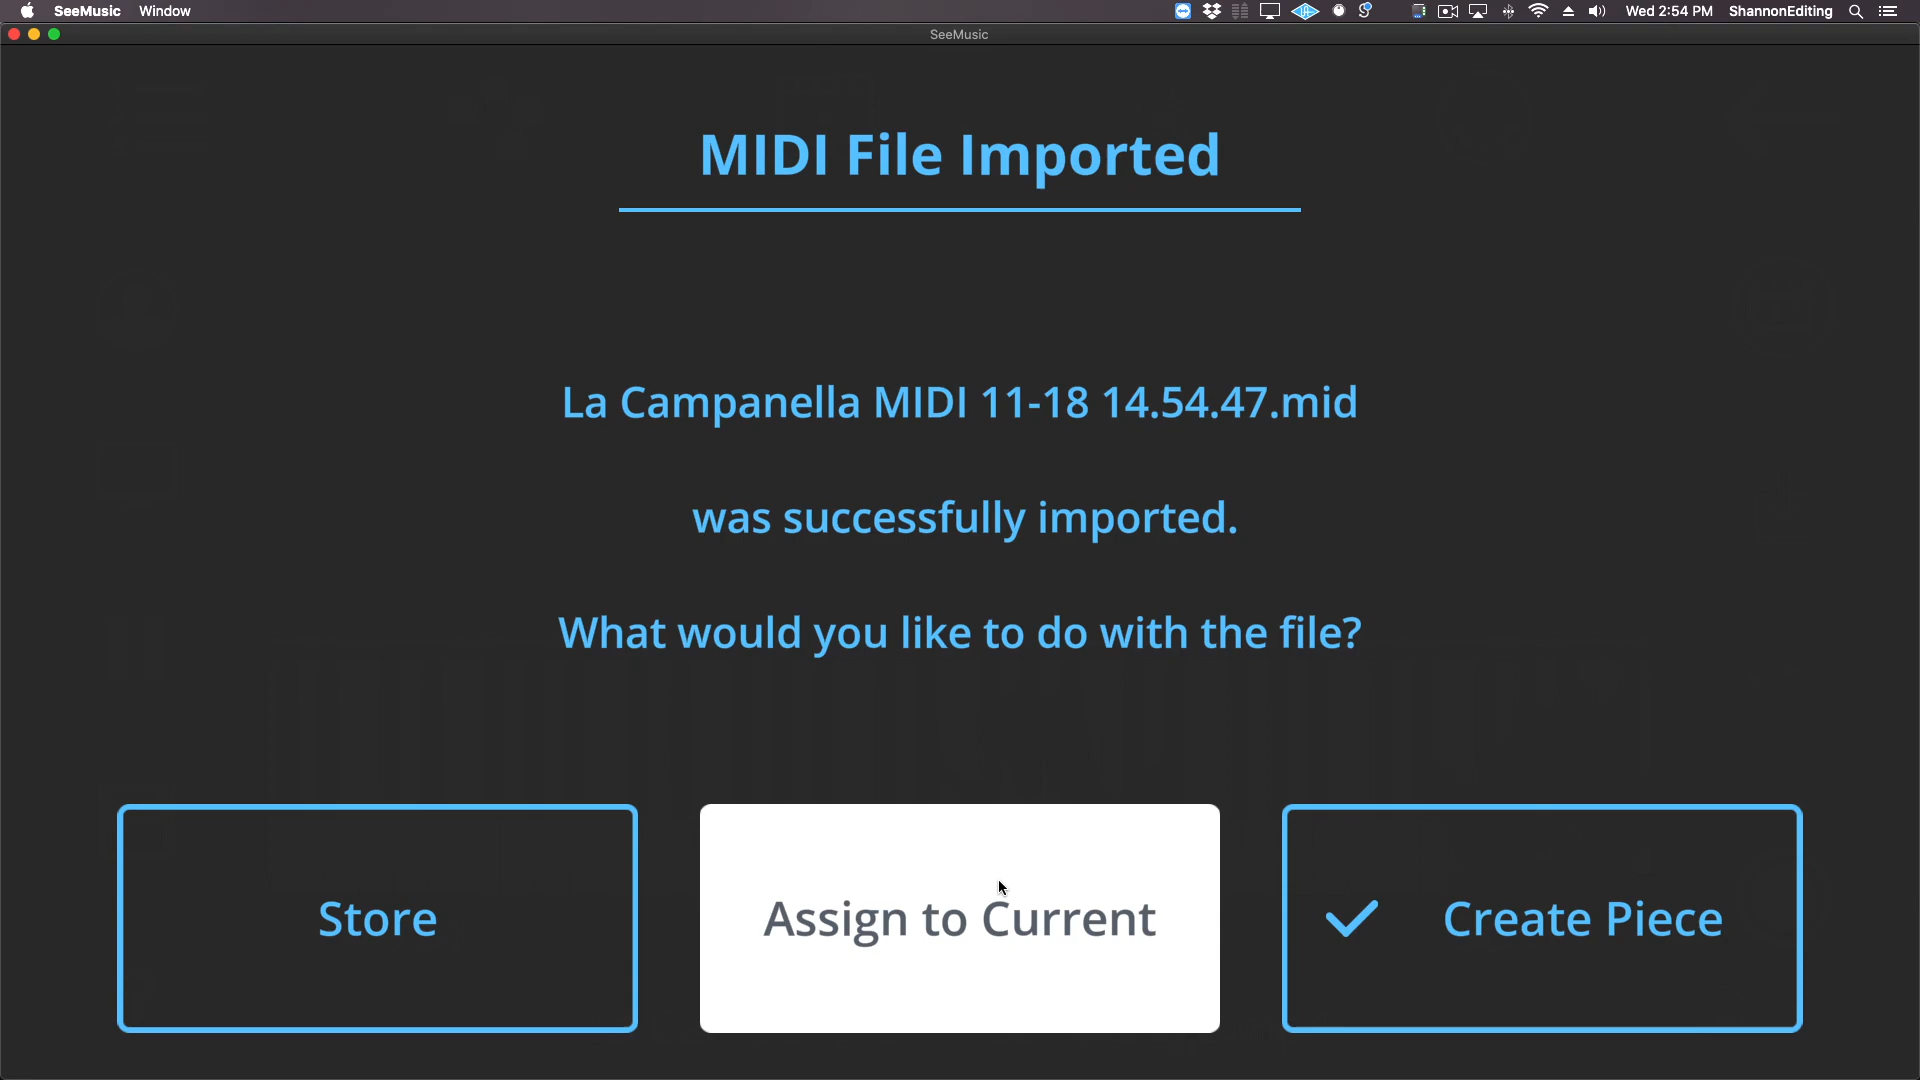 SeeMusic Window Wed 2:54 PM ShannonEditing
SeeMusic
MIDI File Imported
La Campanella MIDI 11-18 14.54.47.mid
was successfully imported.
What would you like to do with the file?
Store
Assign to Current
Create Piece